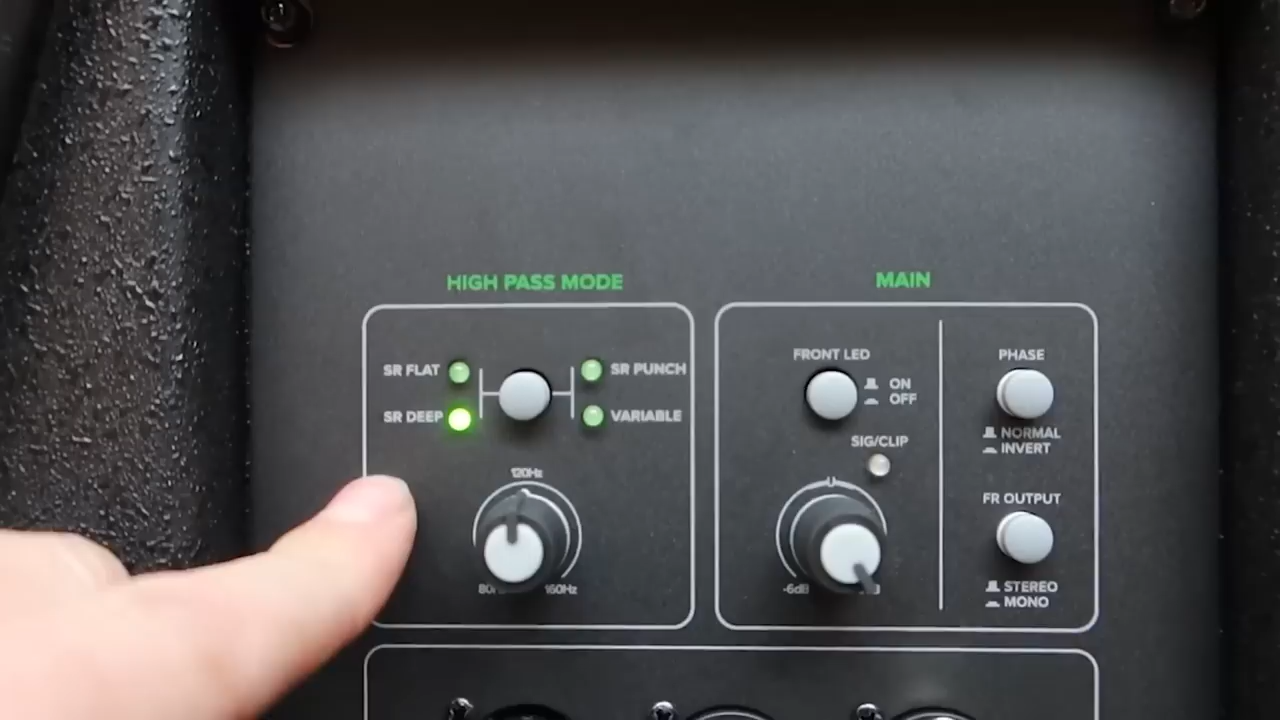 HIGH PASS MODE
MAIN
SR FLAT
SR PUNCH
SR DEEP
VARIABLE
120Hz
160Hz
FRONT LED
ON
OFF
SIG/CLIP
U
-6dB
PHASE
NORMAL
INVERT
FR OUTPUT
STEREO
MONO